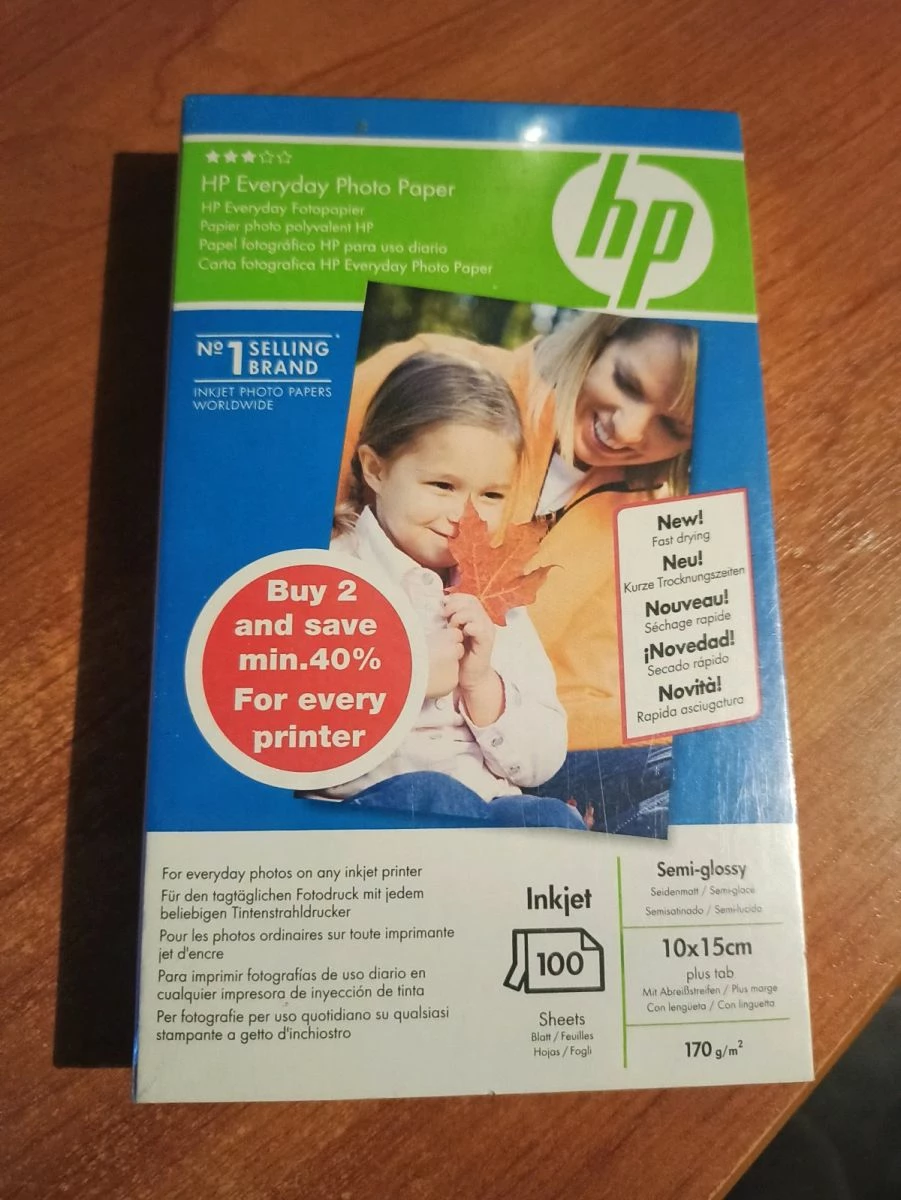 HP Everyday Photo Paper
HP Everyday Fotopapier
Papier photo polyvalent HP
Papel fotográfico HP para uso diario
Carta fotografica HP Everyday Photo Paper
hp
Nº 1 SELLING BRAND
INKJET PHOTO PAPERS
WORLDWIDE
New!
Fast drying
Neu!
Kurze Trocknungszeiten
Nouveau!
Séchage rapide
¡Novedad!
Secado rápido
Novità!
Rapida asciugatura
Buy 2
and save
min.40%
For every
printer
For everyday photos on any inkjet printer
Für den tagtäglichen Fotodruck mit jedem
beliebigen Tintenstrahldrucker
Pour les photos ordinaires sur toute imprimante
jet d'encre
Para imprimir fotografías de uso diario en
cualquier impresora de inyección de tinta
Per fotografie per uso quotidiano su qualsiasi
stampante a getto d'inchiostro
Inkjet
100
Sheets
Blatt / Feuilles
Hojas / Fogli
Semi-glossy
Seidenmatt / Semi-glacé
Semisatinado / Semi-lucida
10x15cm
plus tab
Mit Abreißstreifen / Plus marge
Con lengüeta / Con linguetta
170 g/m²